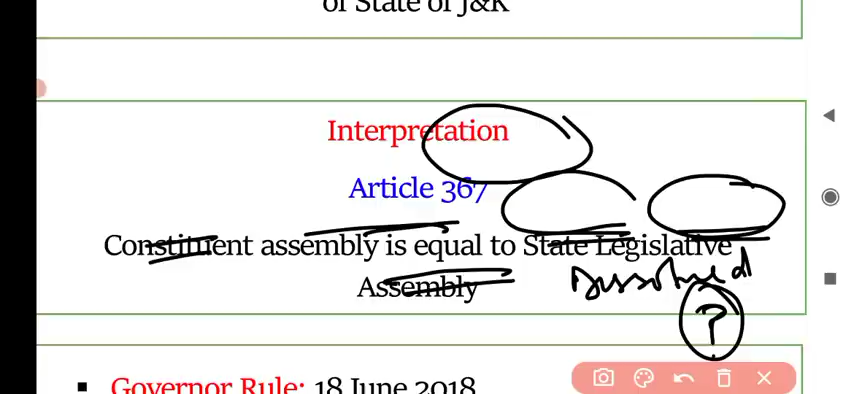 of State of J&K
Interpretation
Article 367
Constituent assembly is equal to State Legislative
Assembly
Dissolved
?
▪ Governor Rule: 18 June 2018